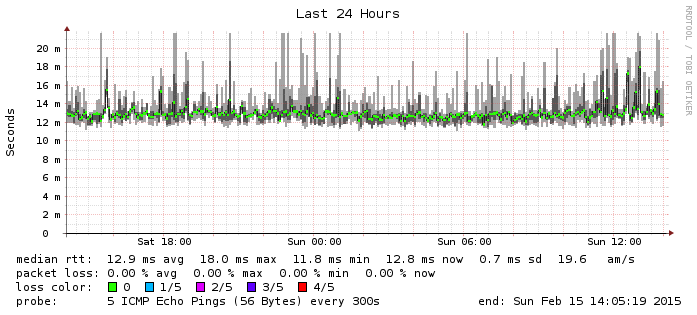 Last 24 Hours
RRDTOOL / TOBI OETIKER
Seconds
20 m
18 m
16 m
14 m
12 m
10 m
8 m
6 m
4 m
2 m
0
Sat 18:00 Sun 00:00 Sun 06:00 Sun 12:00
median rtt: 12.9 ms avg 18.0 ms max 11.8 ms min 12.8 ms now 0.7 ms sd 19.6 am/s
packet loss: 0.00 % avg 0.00 % max 0.00 % min 0.00 % now
loss color: 0 1/5 2/5 3/5 4/5
probe: 5 ICMP Echo Pings (56 Bytes) every 300s end: Sun Feb 15 14:05:19 2015